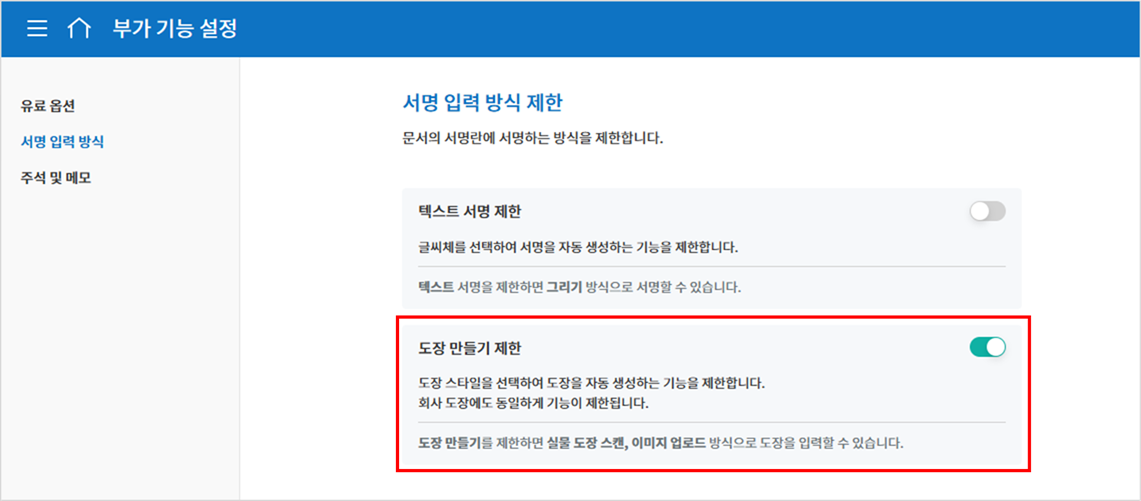 부가 기능 설정
유료 옵션
서명 입력 방식
주석 및 메모
서명 입력 방식 제한
문서의 서명란에 서명하는 방식을 제한합니다.
텍스트 서명 제한
글씨체를 선택하여 서명을 자동 생성하는 기능을 제한합니다.
텍스트 서명을 제한하면 그리기 방식으로 서명할 수 있습니다.
도장 만들기 제한
도장 스타일을 선택하여 도장을 자동 생성하는 기능을 제한합니다.
회사 도장에도 동일하게 기능이 제한됩니다.
도장 만들기를 제한하면 실물 도장 스캔, 이미지 업로드 방식으로 도장을 입력할 수 있습니다.